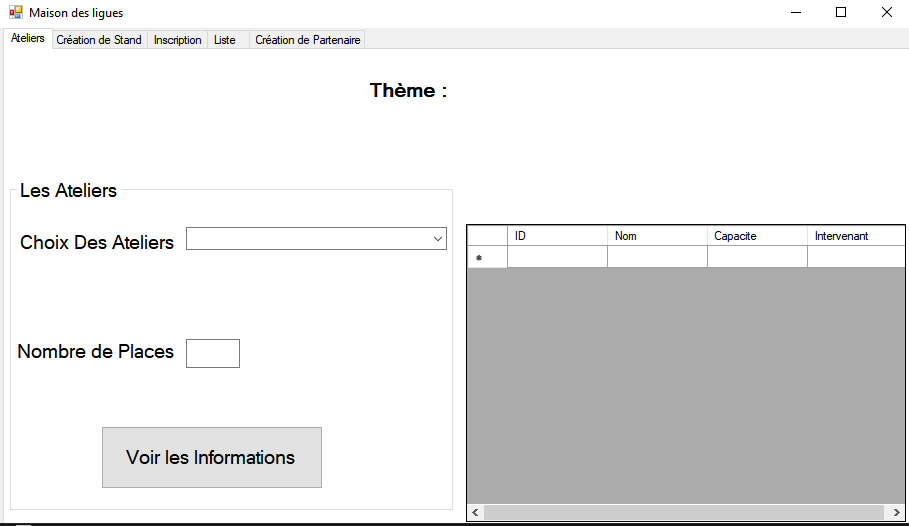 Maison des ligues
Ateliers Création de Stand Inscription Liste Création de Partenaire
Thème :
Les Ateliers
Choix Des Ateliers
ID Nom Capacite Intervenant
Nombre de Places
Voir les Informations